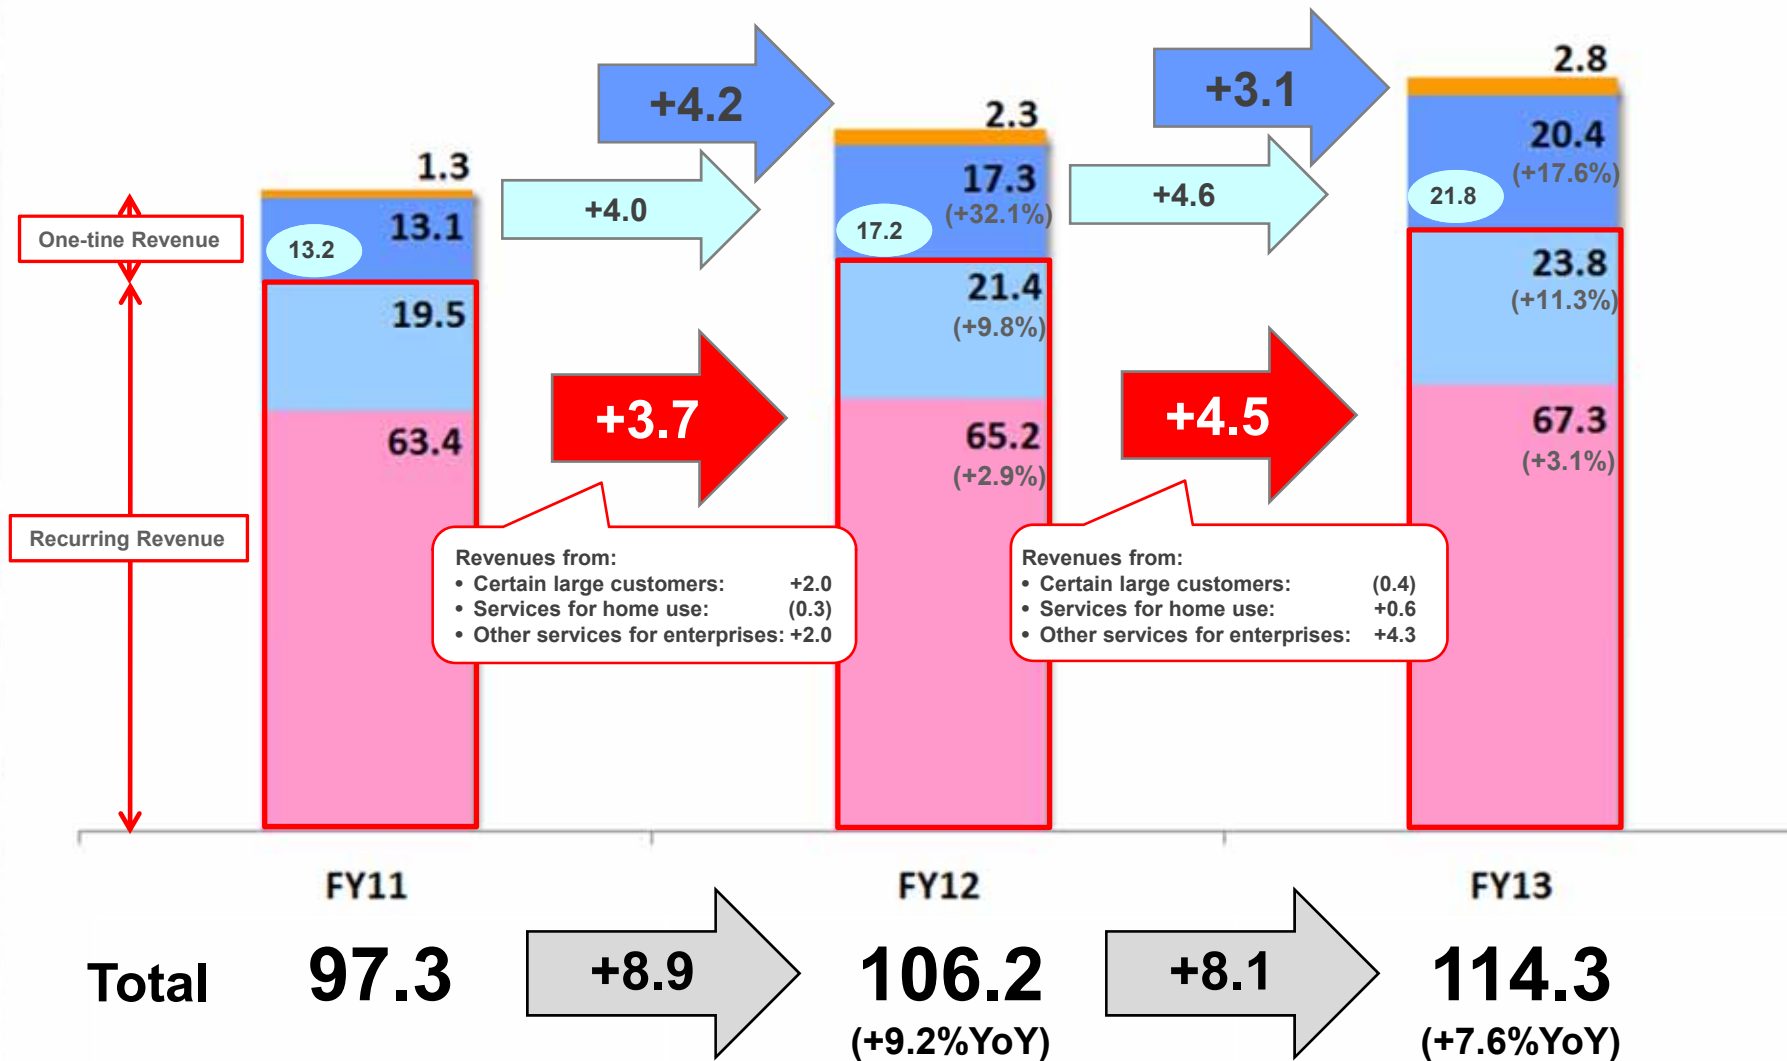 +4.2
+3.1
2.8
2.3
1.3
20.4
(+17.6%)
17.3
(+32.1%)
+4.0
+4.6
21.8
One-tine Revenue
13.1
13.2
17.2
19.5
21.4
(+9.8%)
23.8
(+11.3%)
+3.7
+4.5
63.4
65.2
(+2.9%)
67.3
(+3.1%)
Recurring Revenue
Revenues from:
• Certain large customers: +2.0
• Services for home use: (0.3)
• Other services for enterprises: +2.0
Revenues from:
• Certain large customers: (0.4)
• Services for home use: +0.6
• Other services for enterprises: +4.3
FY11
FY12
FY13
Total 97.3 +8.9 106.2 +8.1 114.3
(+9.2%YoY)
(+7.6%YoY)